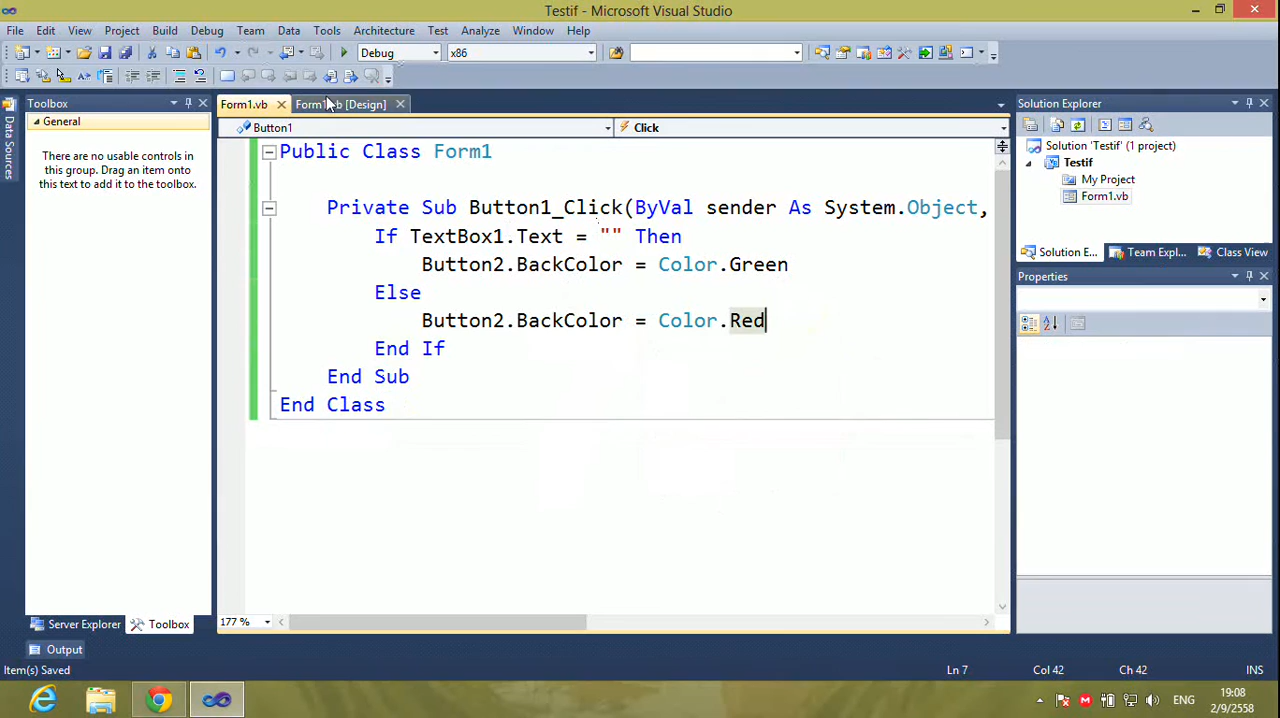 Testif - Microsoft Visual Studio
File Edit View Project Build Debug Team Data Tools Architecture Test Analyze Window Help
Debug x86
Toolbox
Form1.vb
Form1.vb [Design]
Solution Explorer
General
Button1
Click
Data Sources
There are no usable controls in
this group. Drag an item onto
this text to add it to the toolbox.
Public Class Form1
Private Sub Button1_Click(ByVal sender As System.Object,
If TextBox1.Text = "" Then
Button2.BackColor = Color.Green
Else
Button2.BackColor = Color.Red
End If
End Sub
End Class
Solution 'Testif' (1 project)
Testif
My Project
Form1.vb
Solution E...
Team Expl...
Class View
Properties
177 %
Server Explorer
Toolbox
Output
Item(s) Saved
Ln 7
Col 42
Ch 42
INS
ENG
19:08
2/9/2558